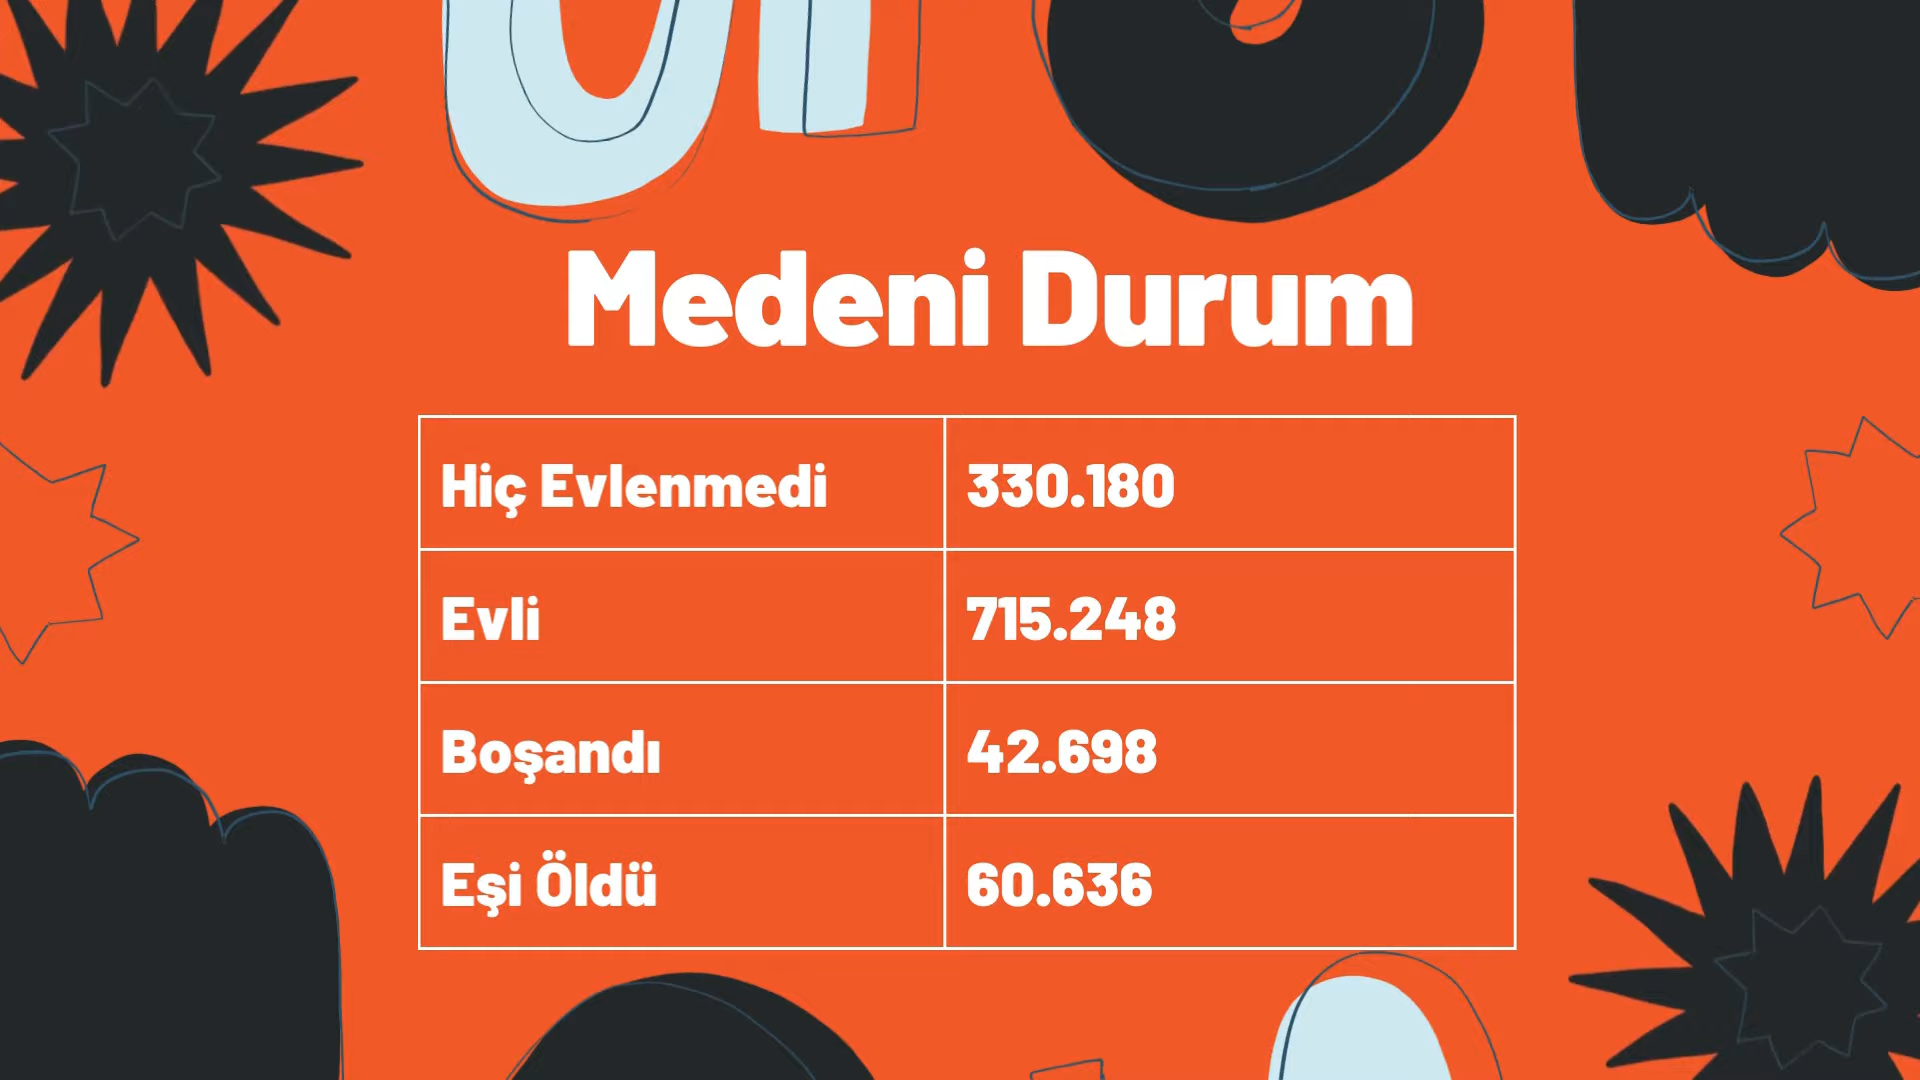 Medeni Durum
Hiç Evlenmedi 330.180
Evli 715.248
Boşandı 42.698
Eşi Öldü 60.636